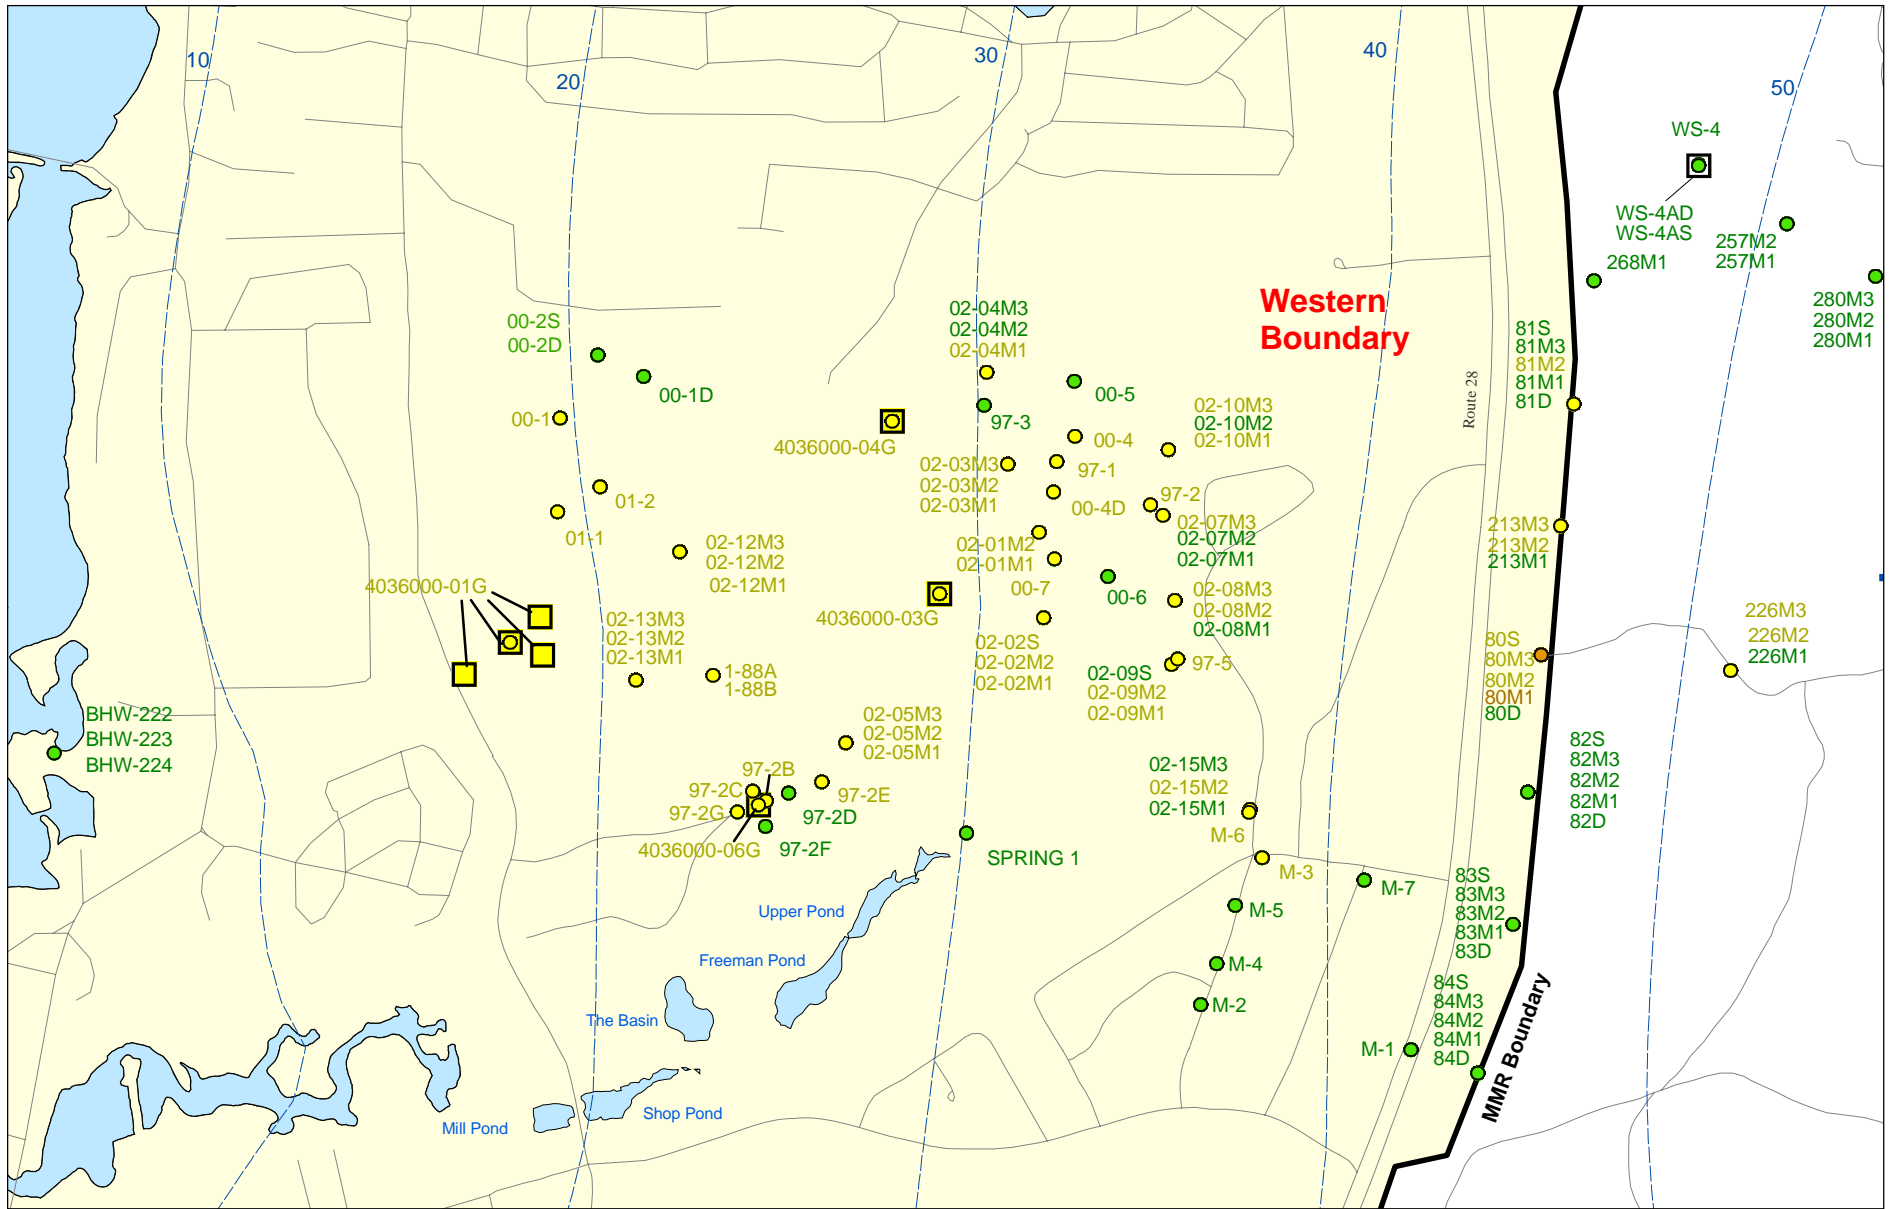 10
20
30
40
50
WS-4
WS-4AD
WS-4AS
257M2
257M1
268M1
280M3
280M2
280M1
Western
Boundary
00-2S
00-2D
00-1D
00-1
02-04M3
02-04M2
02-04M1
97-3
00-5
4036000-04G
00-4
02-10M3
02-10M2
02-10M1
81S
81M3
81M2
81M1
81D
Route 28
01-2
01-1
02-03M3
02-03M2
02-03M1
97-1
00-4D
97-2
02-07M3
02-07M2
02-07M1
213M3
213M2
213M1
02-12M3
02-12M2
02-12M1
02-01M2
02-01M1
00-7
00-6
4036000-01G
4036000-03G
02-08M3
02-08M2
02-08M1
02-13M3
02-13M2
02-13M1
1-88A
1-88B
02-02S
02-02M2
02-02M1
97-5
02-09S
02-09M2
02-09M1
80S
80M3
80M2
80M1
80D
226M3
226M2
226M1
BHW-222
BHW-223
BHW-224
02-05M3
02-05M2
02-05M1
97-2B
97-2C
97-2G
97-2E
97-2D
97-2F
4036000-06G
SPRING 1
02-15M3
02-15M2
02-15M1
M-6
M-3
M-7
M-5
M-4
M-2
M-1
82S
82M3
82M2
82M1
82D
83S
83M3
83M2
83M1
83D
84S
84M3
84M2
84M1
84D
MMR Boundary
Upper Pond
Freeman Pond
The Basin
Shop Pond
Mill Pond